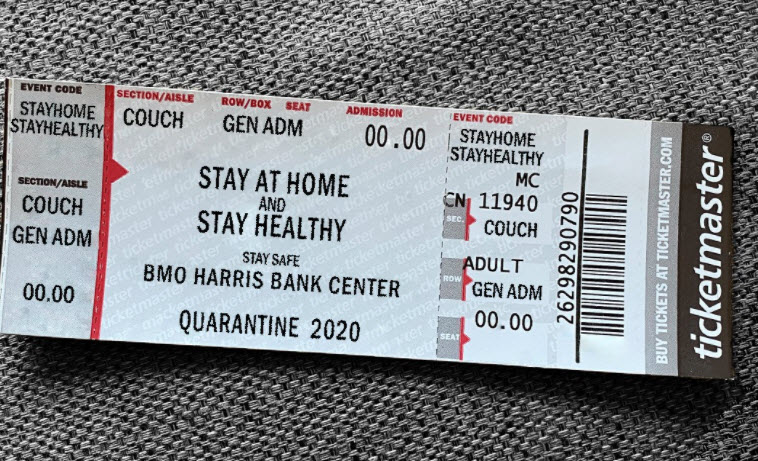 EVENT CODE
STAYHOME
STAYHEALTHY
SECTION/AISLE
COUCH
GEN ADM
00.00
SECTION/AISLE ROW/BOX SEAT ADMISSION
COUCH GEN ADM 00.00
STAY AT HOME
AND
STAY HEALTHY
STAY SAFE
BMO HARRIS BANK CENTER
QUARANTINE 2020
EVENT CODE
STAYHOME
STAYHEALTHY
MC
CN 11940
SEC. COUCH
ADULT
ROW GEN ADM
00.00
SEAT
26298290790
BUY TICKETS AT TICKETMASTER.COM
ticketmaster®